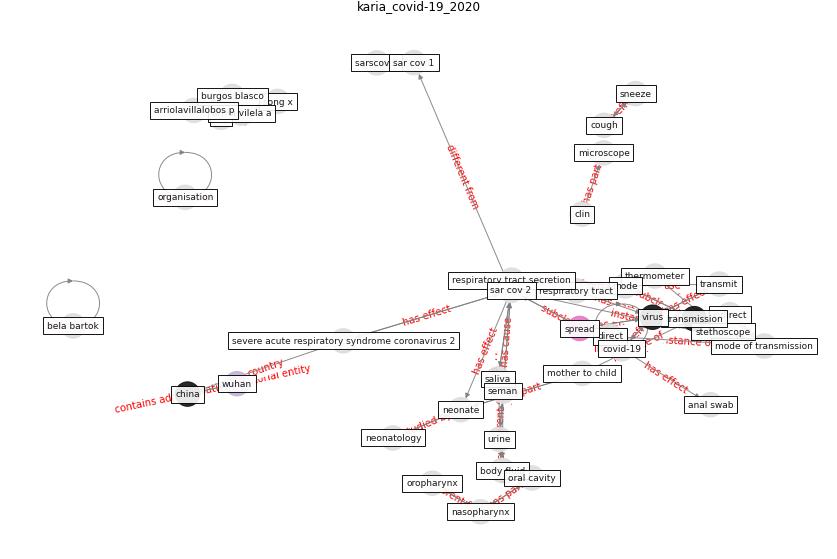 karia_covid-19_2020
sarscov
sar cov 1
burgos blasco
ong x
arriolavillalobos p
vilela a
sneeze
cough
microscope
has part
clin
different from
organisation
bela bartok
respiratory tract secretion
sar cov 2
respiratory tract
node
thermometer
transmit
virus
transmission
rect
stethoscope
mode of transmission
spread
direct
covid-19
has effect
severe acute respiratory syndrome coronavirus 2
country
wuhan
china
contains ad
has effect
has cause
saliva
seman
mother to child
part
has effect
anal swab
neonate
neonatology
urine
body fluid
oral cavity
oropharynx
nasopharynx